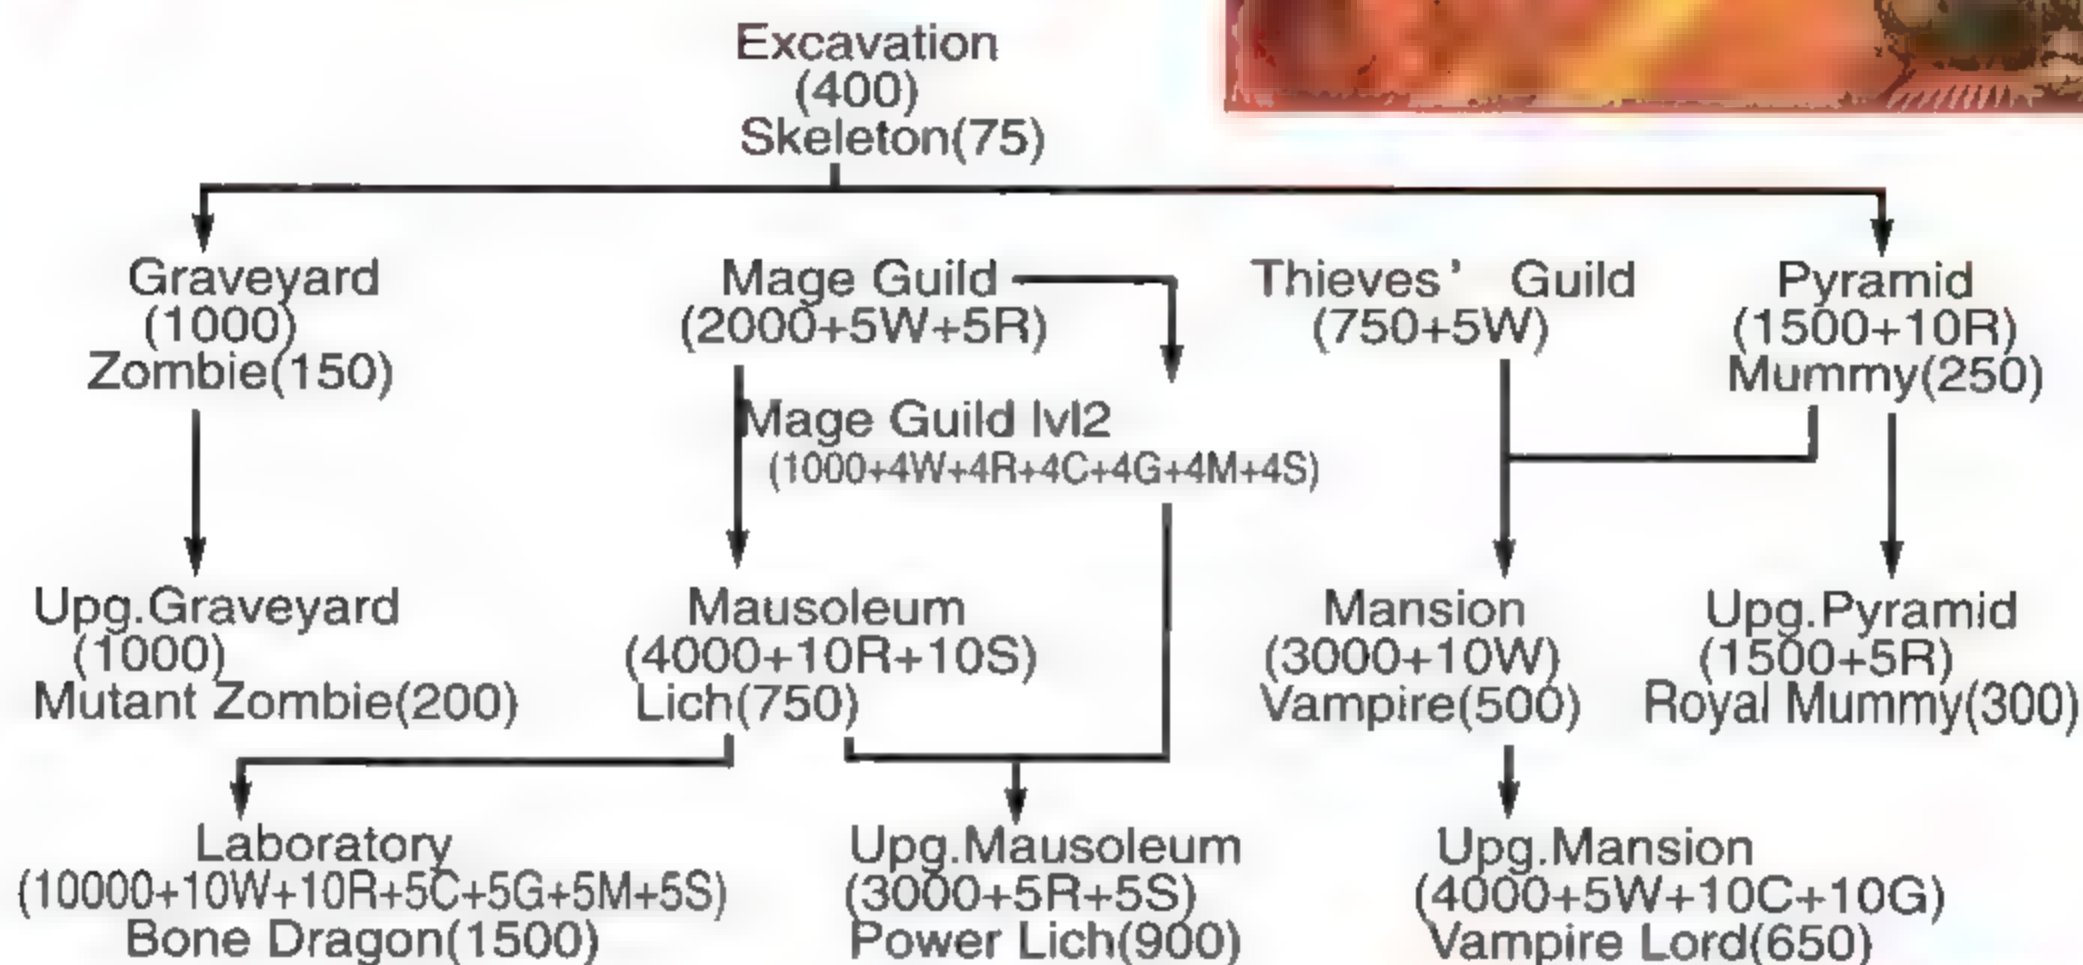 Excavation
(400)
Skeleton(75)
Graveyard
(1000)
Zombie(150)
Mage Guild
(2000+5W+5R)
Thieves' Guild
(750+5W)
Pyramid
(1500+10R)
Mummy(250)
Mage Guild lvl2
(1000+4W+4R+4C+4G+4M+4S)
Upg.Graveyard
(1000)
Mutant Zombie(200)
Mausoleum
(4000+10R+10S)
Lich(750)
Mansion
(3000+10W)
Vampire(500)
Upg.Pyramid
(1500+5R)
Royal Mummy(300)
Laboratory
(10000+10W+10R+5C+5G+5M+5S)
Bone Dragon(1500)
Upg.Mausoleum
(3000+5R+5S)
Power Lich(900)
Upg.Mansion
(4000+5W+10C+10G)
Vampire Lord(650)